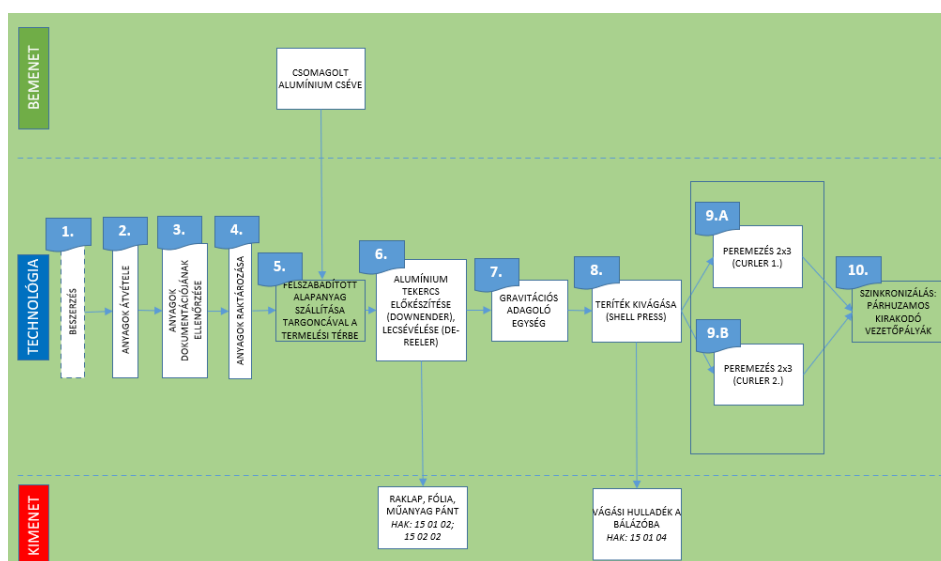 BEMENET
CSOMAGOLT
ALUMÍNIUM CSÉVE
TECHNOLÓGIA
1.
BESZERZÉS
2.
ANYAGOK ÁTVÉTELE
3.
ANYAGOK
DOKUMENTÁCIÓJÁNAK
ELLENŐRZÉSE
4.
ANYAGOK RAKTÁROZÁSA
5.
FELSZABADÍTOTT
ALAPANYAG
SZÁLLÍTÁSA
TARGONCÁVAL A
TERMELÉSI TÉRBE
6.
ALUMÍNIUM
TEKERCS
ELŐKÉSZÍTÉSE
(DOWNENDER),
LECSÉVÉLÉSE (DE-
REELER)
7.
GRAVITÁCIÓS
ADAGOLÓ
EGYSÉG
8.
TERÍTÉK KIVÁGÁSA
(SHELL PRESS)
9.A
PEREMEZÉS 2x3
(CURLER 1.)
9.B
PEREMEZÉS 2x3
(CURLER 2.)
10.
SZINKRONIZÁLÁS:
PÁRHUZAMOS
KIRAKODÓ
VEZETŐPÁLYÁK
KIMENET
RAKLAP, FÓLIA,
MŰANYAG PÁNT
HAK: 15 01 02;
15 02 02
VÁGÁSI HULLADÉK A
BÁLÁZÓBA
HAK: 15 01 04